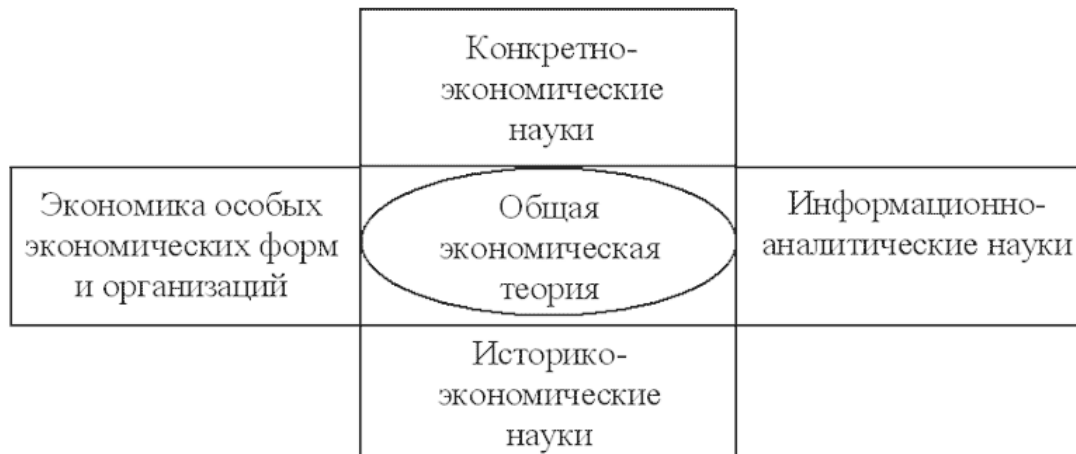 Конкретно-
экономические
науки
Экономика особых
экономических форм
и организаций
Общая
экономическая
теория
Информационно-
аналитические науки
Историко-
экономические
науки